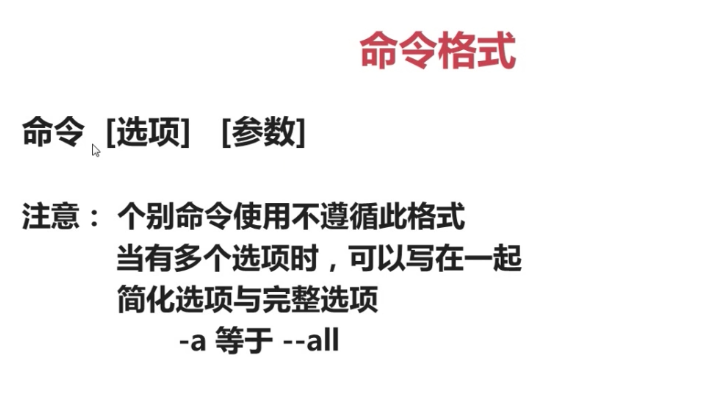 命令格式
命令 [选项] [参数]
注意： 个别命令使用不遵循此格式
当有多个选项时，可以写在一起
简化选项与完整选项
-a 等于 --all